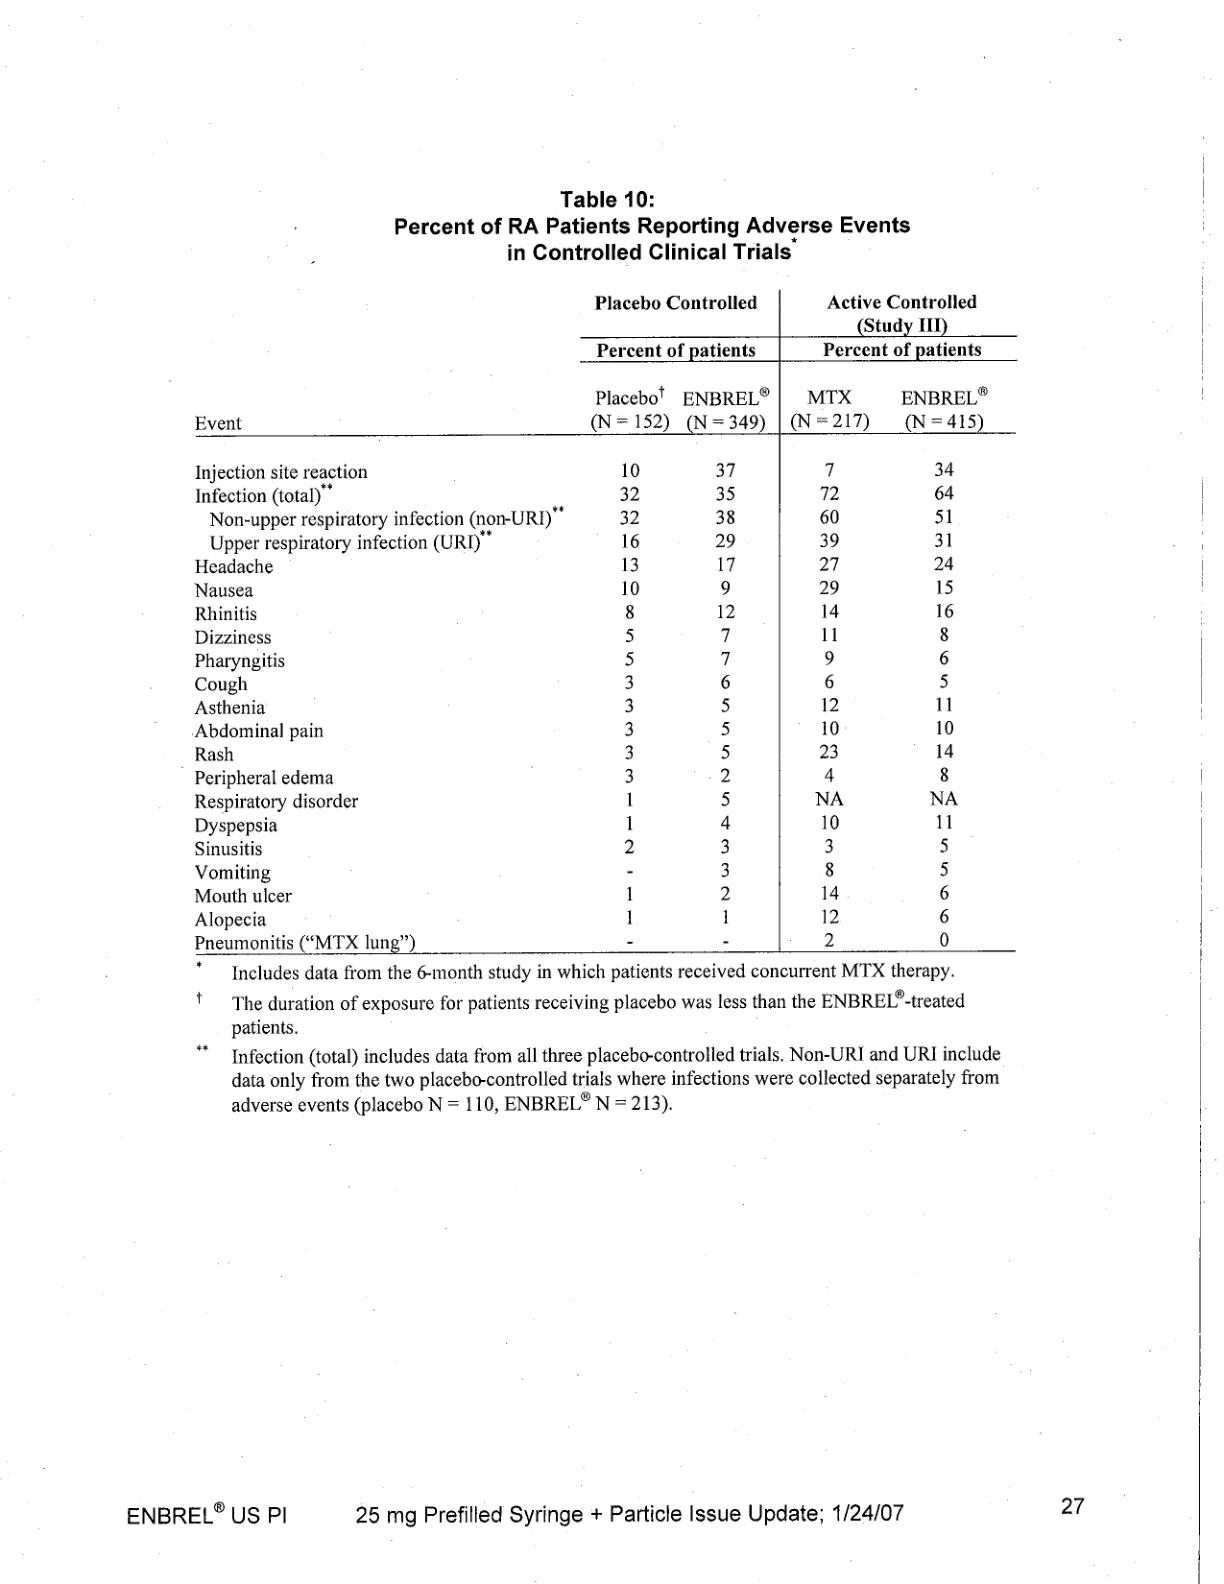 Table 10:
Percent of RA Patients Reporting Adverse Events
in Controlled Clinical Trials*
Placebo Controlled Active Controlled
(Study III)
Percent of patients Percent of patients
Placebo† ENBREL® MTX ENBREL®
Event (N = 152) (N = 349) (N = 217) (N = 415)
Injection site reaction 10 37 7 34
Infection (total)** 32 35 72 64
Non-upper respiratory infection (non-URI)** 32 38 60 51
Upper respiratory infection (URI)** 16 29 39 31
Headache 13 17 27 24
Nausea 10 9 29 15
Rhinitis 8 12 14 16
Dizziness 5 7 11 8
Pharyngitis 5 7 9 6
Cough 3 6 6 5
Asthenia 3 5 12 11
Abdominal pain 3 5 10 10
Rash 3 5 23 14
Peripheral edema 3 2 4 8
Respiratory disorder 1 5 NA NA
Dyspepsia 1 4 10 11
Sinusitis 2 3 3 5
Vomiting - 3 8 5
Mouth ulcer 1 2 14 6
Alopecia 1 1 12 6
Pneumonitis (“MTX lung”) - - 2 0
* Includes data from the 6-month study in which patients received concurrent MTX therapy.
† The duration of exposure for patients receiving placebo was less than the ENBREL®-treated
patients.
** Infection (total) includes data from all three placebo-controlled trials. Non-URI and URI include
data only from the two placebo-controlled trials where infections were collected separately from
adverse events (placebo N = 110, ENBREL® N = 213).
ENBREL® US PI 25 mg Prefilled Syringe + Particle Issue Update; 1/24/07 27